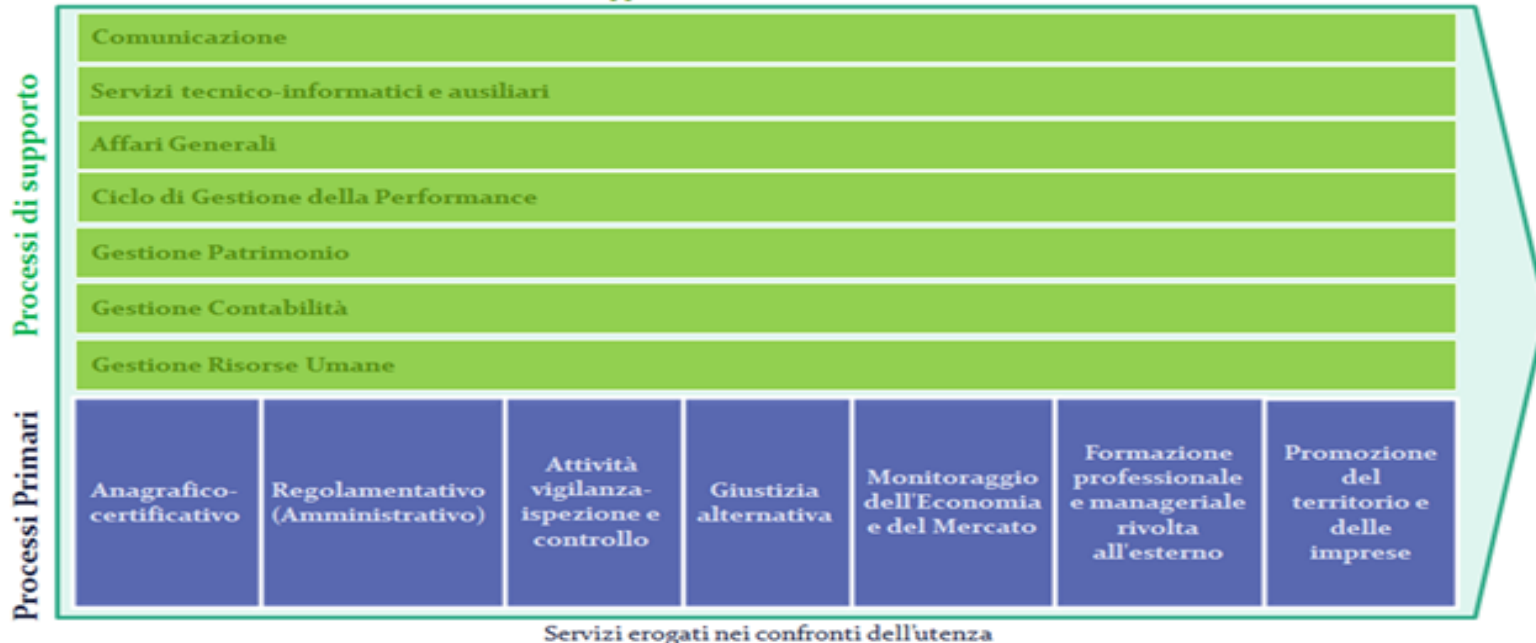 Processi di supporto
Comunicazione
Servizi tecnico-informatici e ausiliari
Affari Generali
Ciclo di Gestione della Performance
Gestione Patrimonio
Gestione Contabilità
Gestione Risorse Umane
Processi Primari
Anagrafico-
certificativo
Regolamentativo
(Amministrativo)
Attività
vigilanza-
ispezione e
controllo
Giustizia
alternativa
Monitoraggio
dell'Economia
e del Mercato
Formazione
professionale
e manageriale
rivolta
all'esterno
Promozione
del
territorio e
delle
imprese
Servizi erogati nei confronti dell'utenza